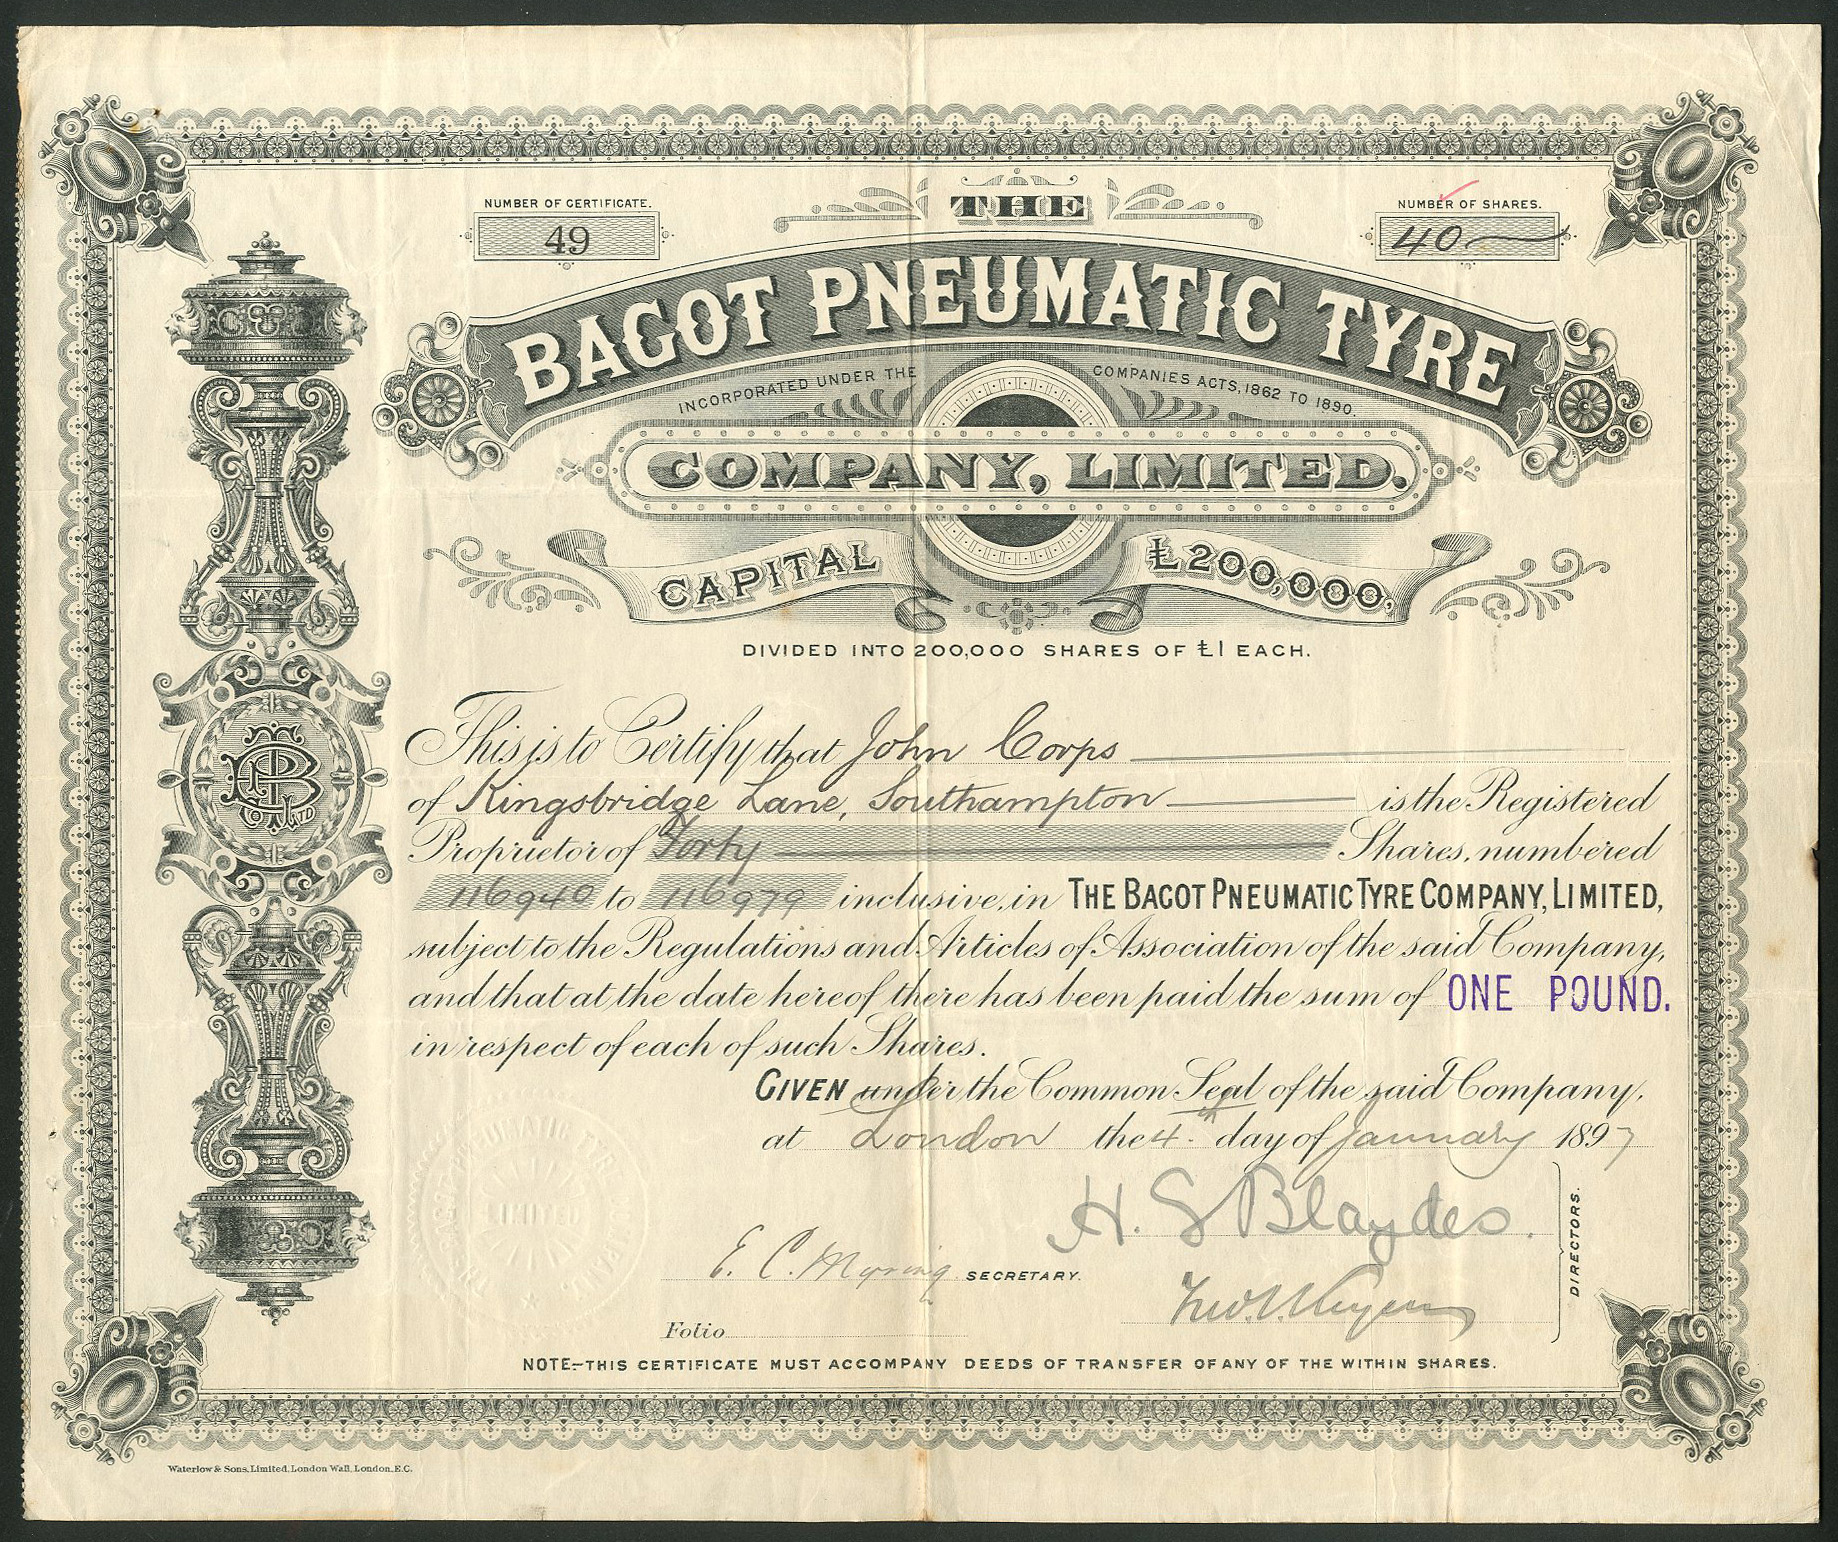 NUMBER OF CERTIFICATE.
49
THE
NUMBER OF SHARES.
40
BAGOT PNEUMATIC TYRE
INCORPORATED UNDER THE COMPANIES ACTS, 1862 TO 1890.
COMPANY, LIMITED.
CAPITAL £200,000,
DIVIDED INTO 200,000 SHARES OF £1 EACH.
This is to Certify that John Corps
of Kingsbridge Lane, Southampton is the Registered
Proprietor of Forty Shares, numbered
116940 to 116979 inclusive, in THE BAGOT PNEUMATIC TYRE COMPANY, LIMITED,
subject to the Regulations and Articles of Association of the said Company,
and that at the date hereof there has been paid the sum of ONE POUND.
in respect of each of such Shares.
GIVEN under the Common Seal of the said Company,
at London the 4th day of January 1897
H. S Blaydes.
E. C. Myring SECRETARY.
DIRECTORS.
Folio
NOTE:-THIS CERTIFICATE MUST ACCOMPANY DEEDS OF TRANSFER OF ANY OF THE WITHIN SHARES.
LIMITED
Waterlow & Sons, Limited, London Wall, London, E.C.